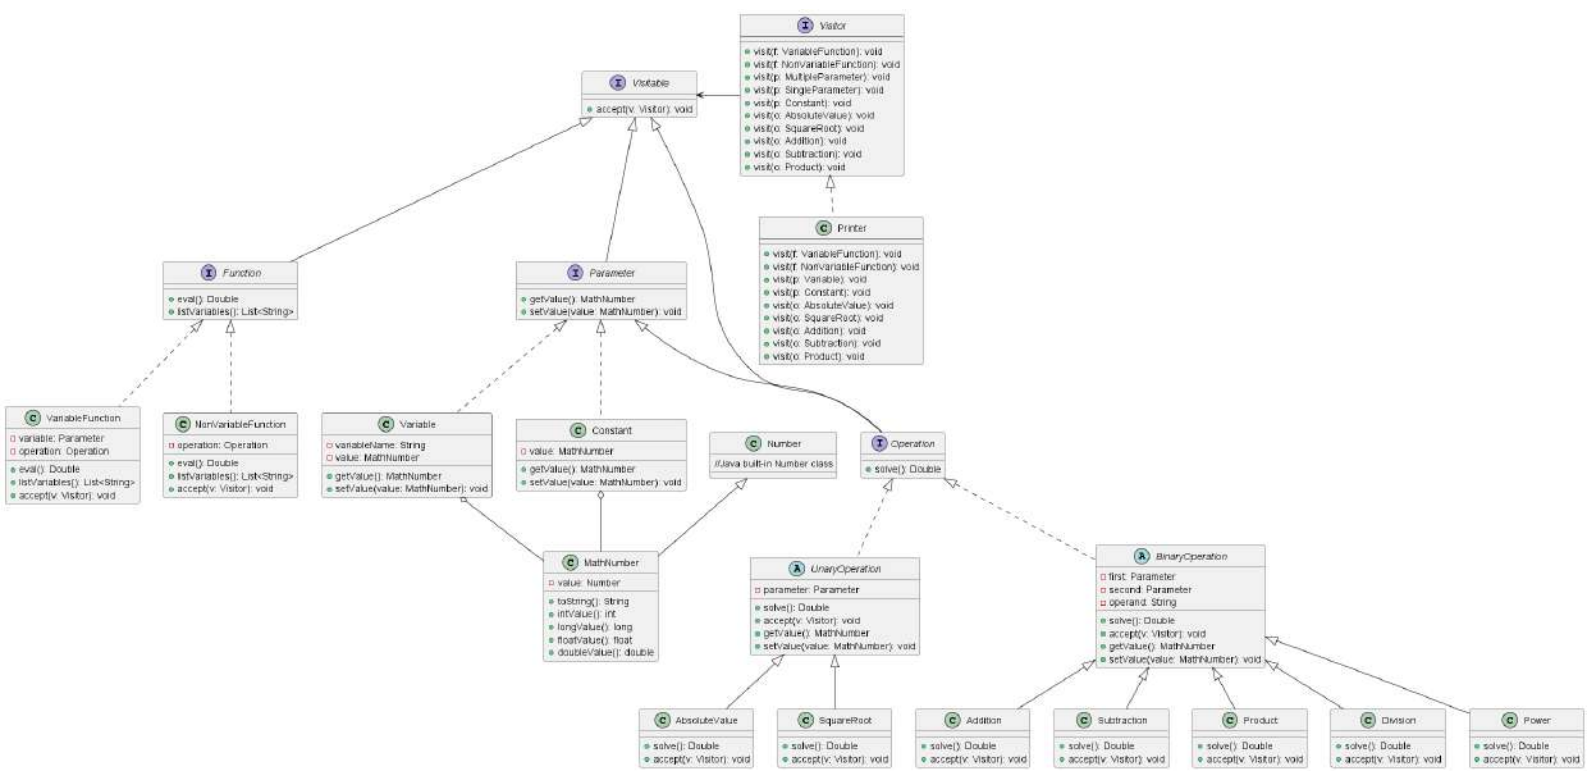 I Visitor
visit(f: VariableFunction): void
visit(f: NonVariableFunction): void
visit(p: MultipleParameter): void
visit(p: SingleParameter): void
visit(p: Constant): void
visit(o: AbsoluteValue): void
visit(o: SquareRoot): void
visit(o: Addition): void
visit(o: Subtraction): void
visit(o: Product): void
I Visitable
accept(v: Visitor): void
C Printer
visit(f: VariableFunction): void
visit(f: NonVariableFunction): void
visit(p: Variable): void
visit(p: Constant): void
visit(o: AbsoluteValue): void
visit(o: SquareRoot): void
visit(o: Addition): void
visit(o: Subtraction): void
visit(o: Product): void
I Function
eval(): Double
listVariables(): List<String>
I Parameter
getValue(): MathNumber
setValue(value: MathNumber): void
C VariableFunction
variable: Parameter
operation: Operation
eval(): Double
listVariables(): List<String>
accept(v: Visitor): void
C NonVariableFunction
operation: Operation
eval(): Double
listVariables(): List<String>
accept(v: Visitor): void
C Variable
variableName: String
value: MathNumber
getValue(): MathNumber
setValue(value: MathNumber): void
C Constant
value: MathNumber
getValue(): MathNumber
setValue(value: MathNumber): void
C Number
//Java built-in Number class
I Operation
solve(): Double
C MathNumber
value: Number
toString(): String
intValue(): int
longValue(): long
floatValue(): float
doubleValue(): double
A UnaryOperation
parameter: Parameter
solve(): Double
accept(v: Visitor): void
getValue(): MathNumber
setValue(value: MathNumber): void
A BinaryOperation
first: Parameter
second: Parameter
operand: String
solve(): Double
accept(v: Visitor): void
getValue(): MathNumber
setValue(value: MathNumber): void
C AbsoluteValue
solve(): Double
accept(v: Visitor): void
C SquareRoot
solve(): Double
accept(v: Visitor): void
C Addition
solve(): Double
accept(v: Visitor): void
C Subtraction
solve(): Double
accept(v: Visitor): void
C Product
solve(): Double
accept(v: Visitor): void
C Division
solve(): Double
accept(v: Visitor): void
C Power
solve(): Double
accept(v: Visitor): void